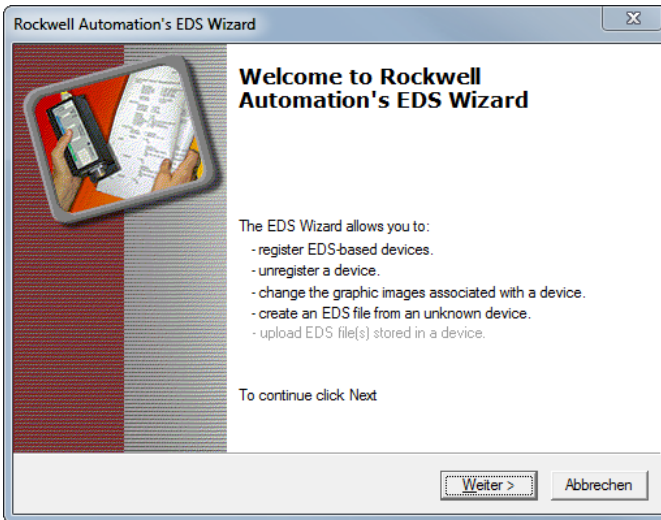 Rockwell Automation's EDS Wizard
Welcome to Rockwell
Automation's EDS Wizard
The EDS Wizard allows you to:
- register EDS-based devices.
- unregister a device.
- change the graphic images associated with a device.
- create an EDS file from an unknown device.
- upload EDS file(s) stored in a device.
To continue click Next
Weiter >
Abbrechen